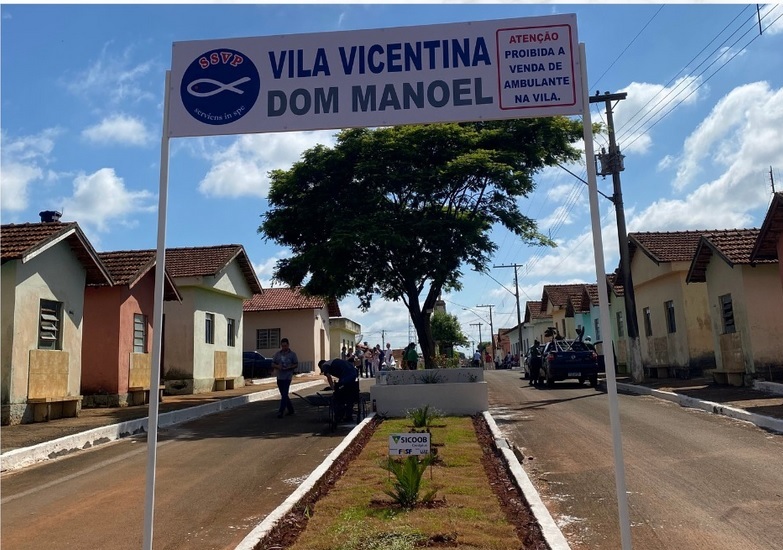 SSVP
serviens in spe
VILA VICENTINA
DOM MANOEL
ATENÇÃO
PROIBIDA A
VENDA DE
AMBULANTE
NA VILA.
SICOOB